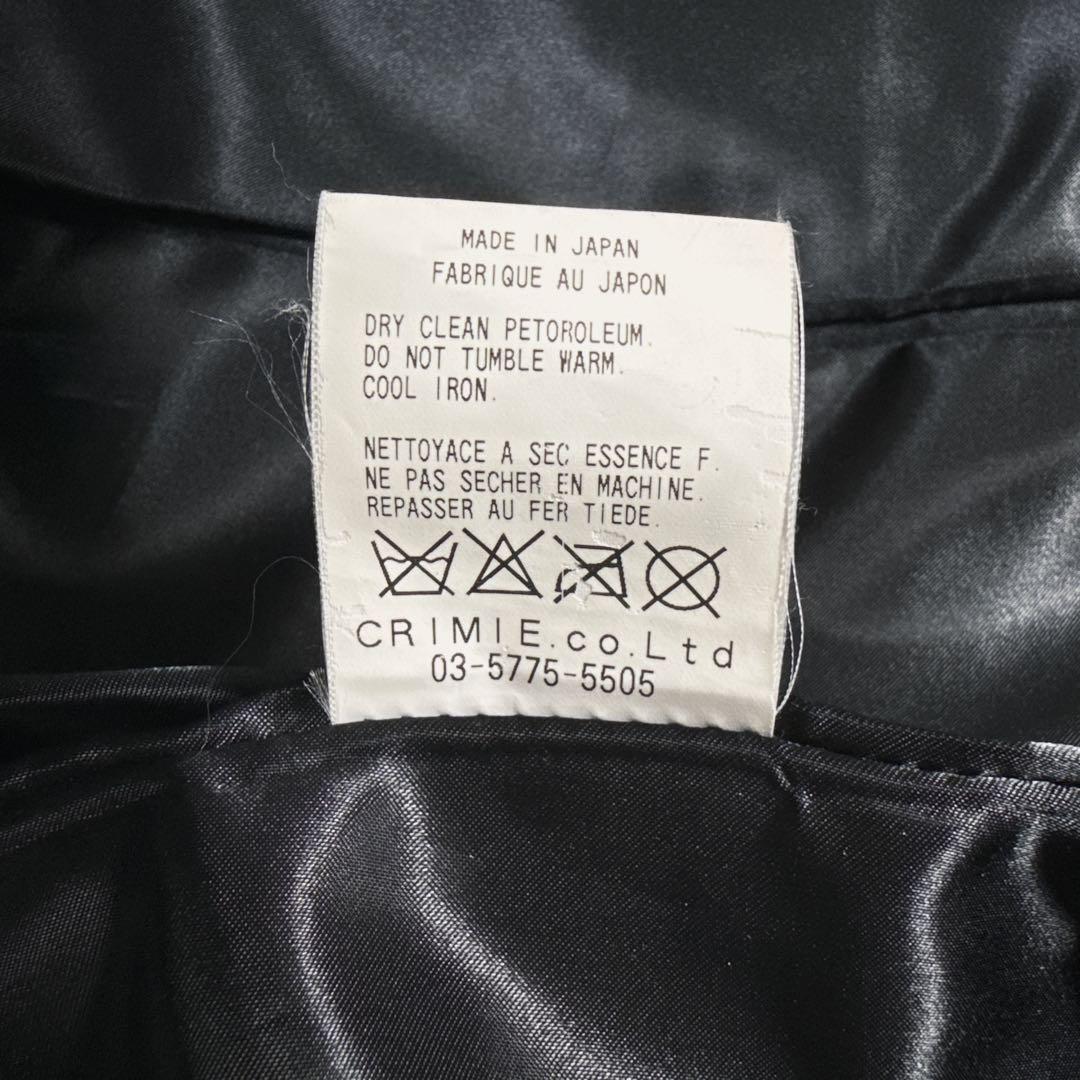 MADE IN JAPAN
FABRIQUE AU JAPON
DRY CLEAN PETOROLEUM.
DO NOT TUMBLE WARM.
COOL IRON.
NETTOYACE A SEC ESSENCE F.
NE PAS SECHER EN MACHINE.
REPASSER AU FER TIEDE.
CRIMIE.co.Ltd
03-5775-5505